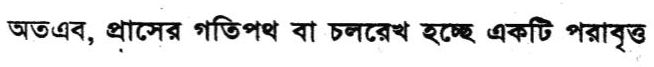 অতএব, প্রাসের গতিপথ বা চলরেখ হচ্ছে একটি পরাবৃত্ত